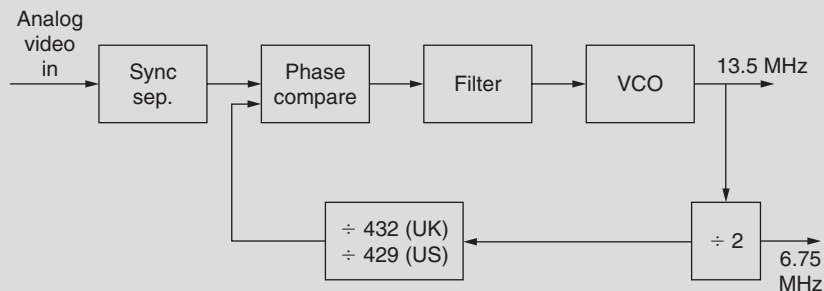 Analog
video
in
Sync
sep.
Phase
compare
Filter
VCO
13.5 MHz
÷ 432 (UK)
÷ 429 (US)
÷ 2
6.75
MHz